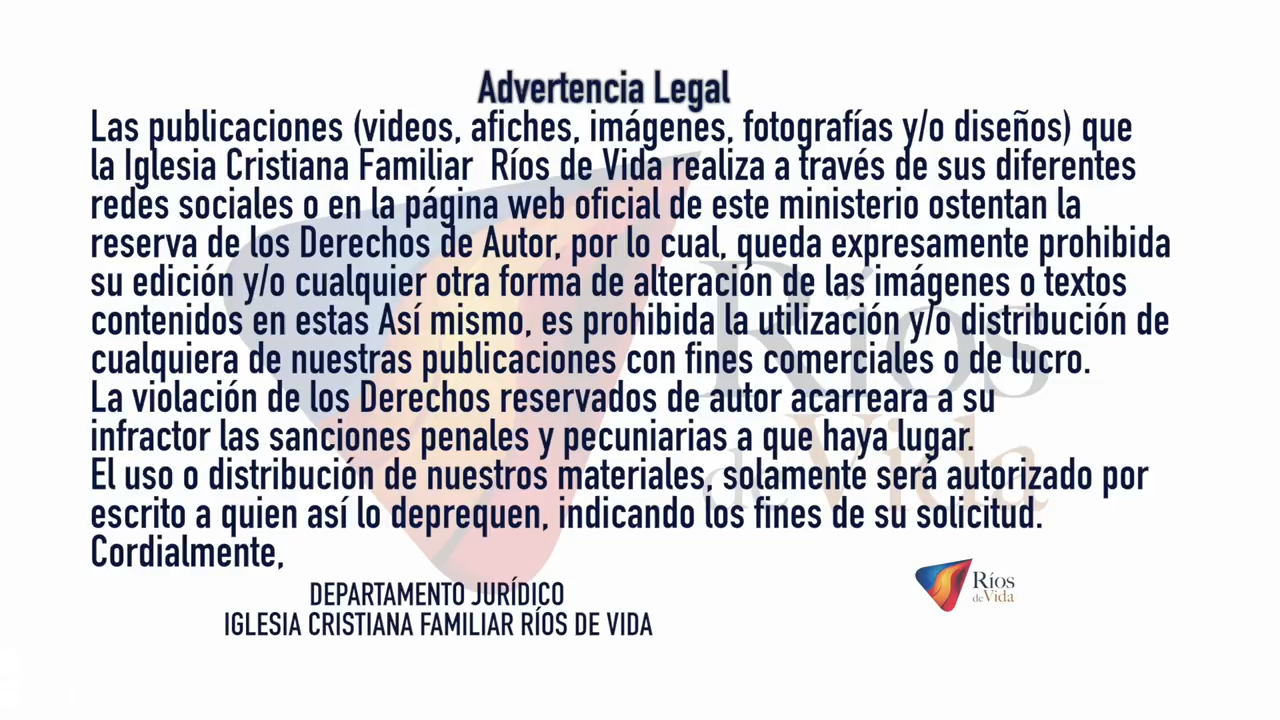 Advertencia Legal
Las publicaciones (videos, afiches, imágenes, fotografías y/o diseños) que
la Iglesia Cristiana Familiar Ríos de Vida realiza a través de sus diferentes
redes sociales o en la página web oficial de este ministerio ostentan la
reserva de los Derechos de Autor, por lo cual, queda expresamente prohibida
su edición y/o cualquier otra forma de alteración de las imágenes o textos
contenidos en estas Así mismo, es prohibida la utilización y/o distribución de
cualquiera de nuestras publicaciones con fines comerciales o de lucro.
La violación de los Derechos reservados de autor acarreara a su
infractor las sanciones penales y pecuniarias a que haya lugar.
El uso o distribución de nuestros materiales, solamente será autorizado por
escrito a quien así lo deprequen, indicando los fines de su solicitud.
Cordialmente,
DEPARTAMENTO JURÍDICO
IGLESIA CRISTIANA FAMILIAR RÍOS DE VIDA
Ríos
de Vida
Ríos
de Vida